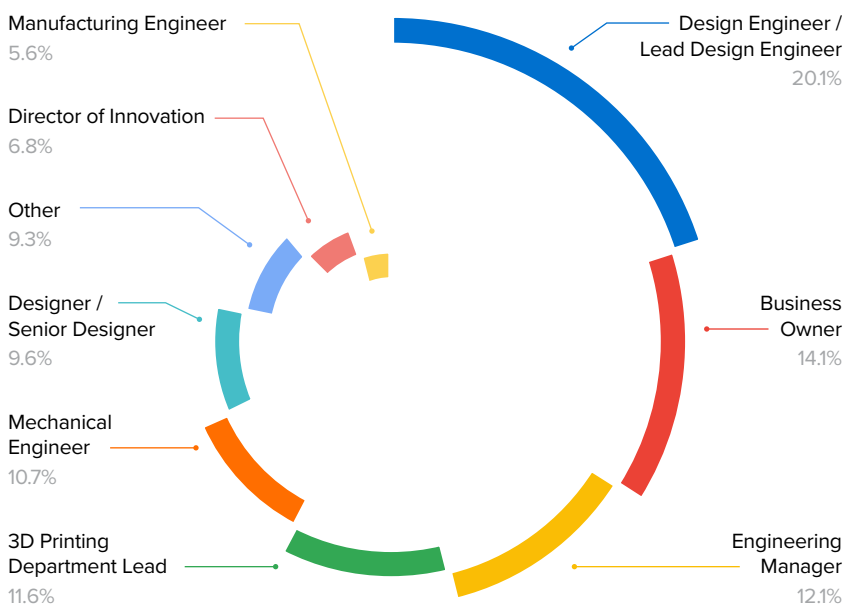 Manufacturing Engineer
5.6%
Director of Innovation
6.8%
Other
9.3%
Designer /
Senior Designer
9.6%
Mechanical
Engineer
10.7%
3D Printing
Department Lead
11.6%
Design Engineer /
Lead Design Engineer
20.1%
Business
Owner
14.1%
Engineering
Manager
12.1%